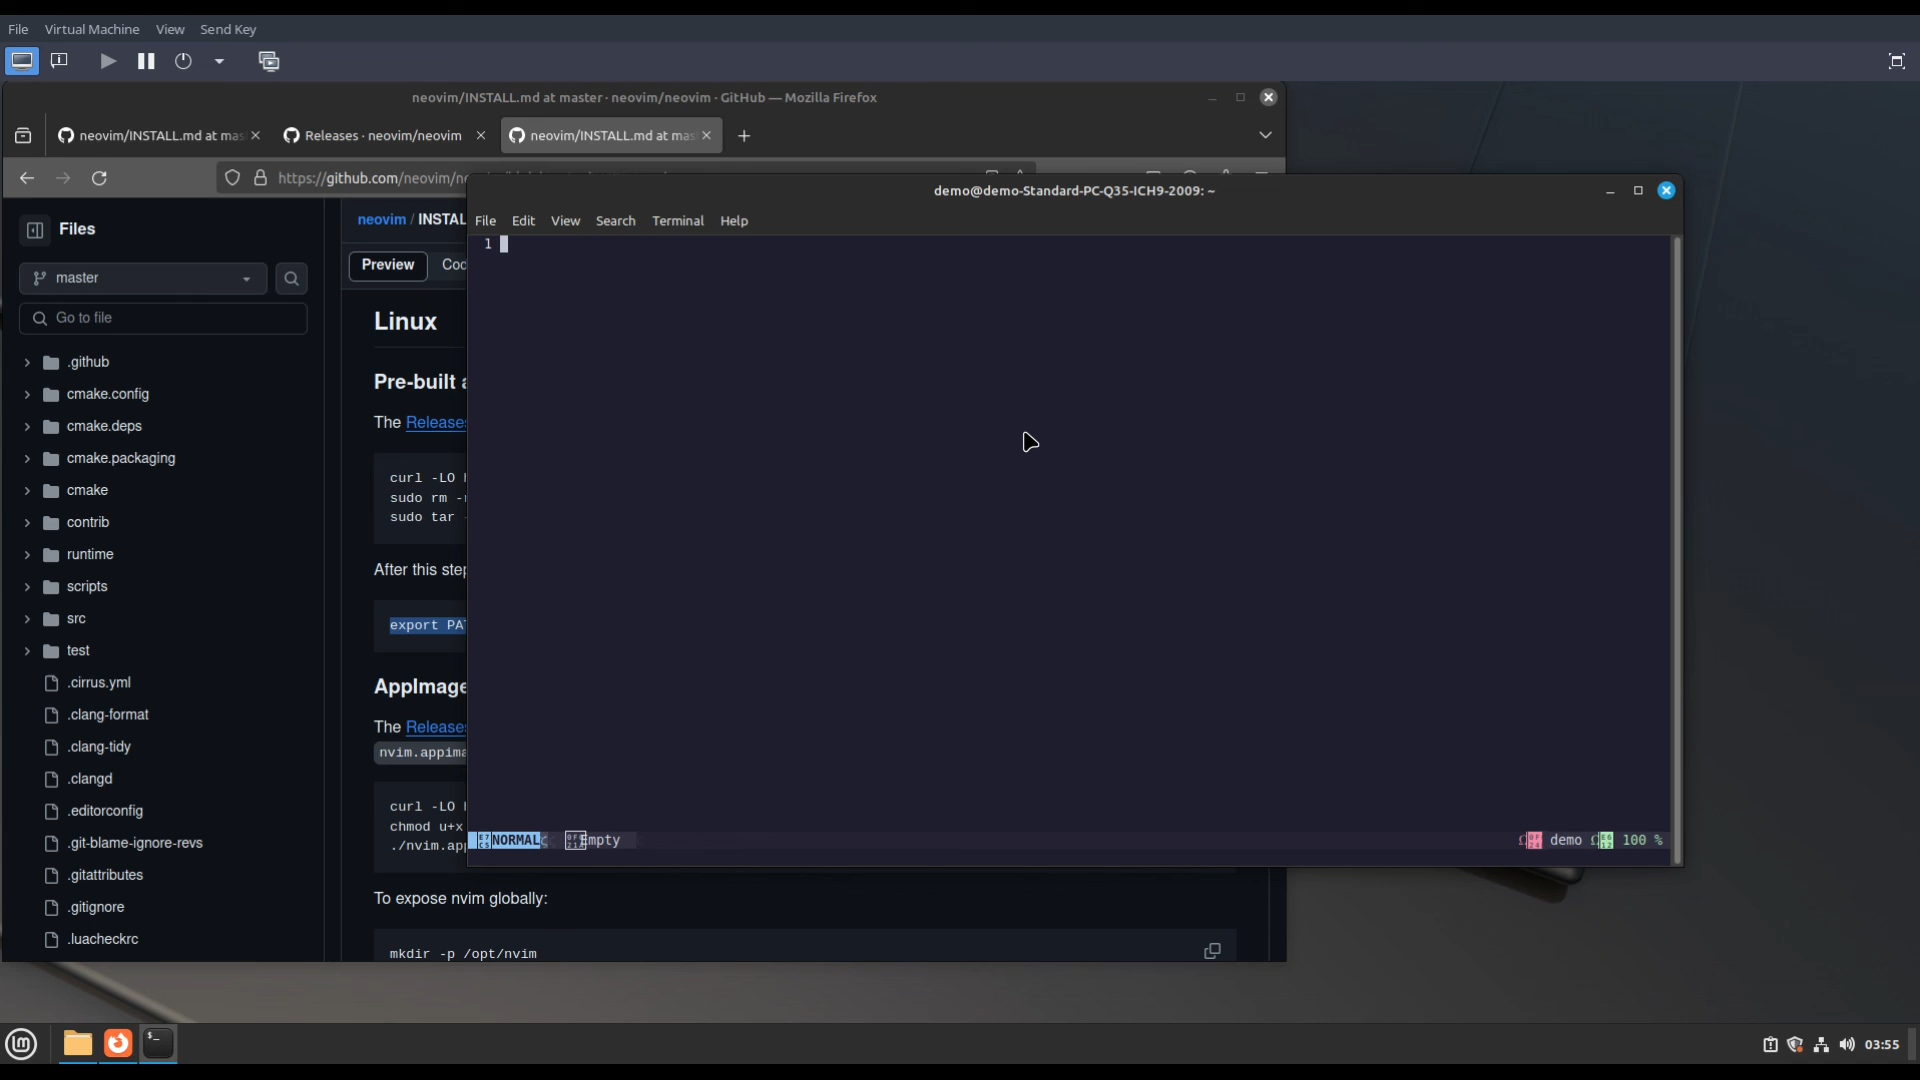 File Virtual Machine View Send Key
neovim/INSTALL.md at master · neovim/neovim · GitHub — Mozilla Firefox
neovim/INSTALL.md at mas
Releases · neovim/neovim
neovim/INSTALL.md at mas
https://github.com/neovim/ne
demo@demo-Standard-PC-Q35-ICH9-2009: ~
File Edit View Search Terminal Help
1
NORMAL
Empty
demo
100 %
Files
master
Go to file
.github
cmake.config
cmake.deps
cmake.packaging
cmake
contrib
runtime
scripts
src
test
.cirrus.yml
.clang-format
.clang-tidy
.clangd
.editorconfig
.git-blame-ignore-revs
.gitattributes
.gitignore
.luacheckrc
neovim / INSTAL
Preview Cod
Linux
Pre-built a
The Releases
curl -LO h
sudo rm -r
sudo tar -
After this step
export PAT
AppImage
The Releases
nvim.appima
curl -LO h
chmod u+x
./nvim.app
To expose nvim globally:
mkdir -p /opt/nvim
03:55